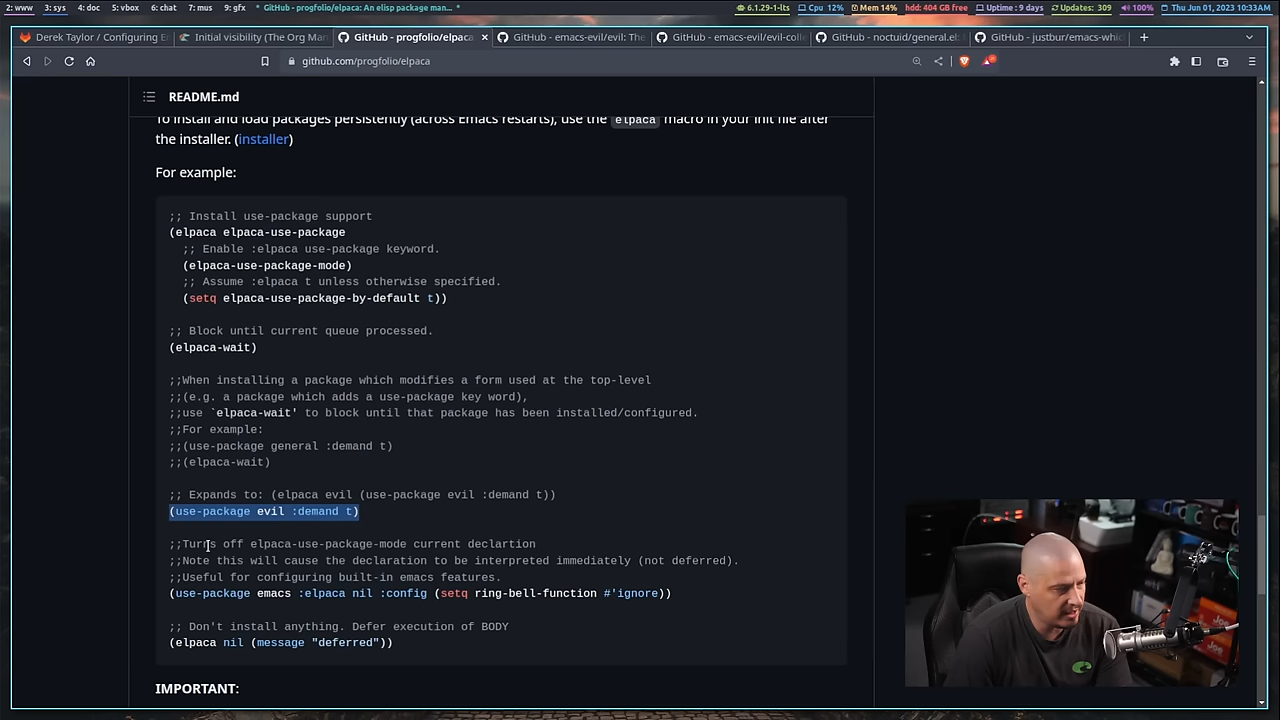 2: www 3: sys 4: doc 5: vbox 6: chat 7: mus 9: gfx * GitHub - progfolio/elpaca: An elisp package man... *
6.1.29-1-lts Cpu 12% Mem 14% hdd: 404 GB free Uptime : 9 days Updates: 309 100% Thu Jun 01, 2023 10:33AM
Derek Taylor / Configuring E
Initial visibility (The Org Man
GitHub - progfolio/elpaca
GitHub - emacs-evil/evil: The
GitHub - emacs-evil/evil-coll
GitHub - noctuid/general.el:
GitHub - justbur/emacs-whic
github.com/progfolio/elpaca
README.md
To install and load packages persistently (across Emacs restarts), use the elpaca macro in your init file after
the installer. (installer)
For example:
;; Install use-package support
(elpaca elpaca-use-package
;; Enable :elpaca use-package keyword.
(elpaca-use-package-mode)
;; Assume :elpaca t unless otherwise specified.
(setq elpaca-use-package-by-default t))
;; Block until current queue processed.
(elpaca-wait)
;;When installing a package which modifies a form used at the top-level
;;(e.g. a package which adds a use-package key word),
;;use `elpaca-wait' to block until that package has been installed/configured.
;;For example:
;;(use-package general :demand t)
;;(elpaca-wait)
;; Expands to: (elpaca evil (use-package evil :demand t))
(use-package evil :demand t)
;;Turns off elpaca-use-package-mode current declartion
;;Note this will cause the declaration to be interpreted immediately (not deferred).
;;Useful for configuring built-in emacs features.
(use-package emacs :elpaca nil :config (setq ring-bell-function #'ignore))
;; Don't install anything. Defer execution of BODY
(elpaca nil (message "deferred"))
IMPORTANT: